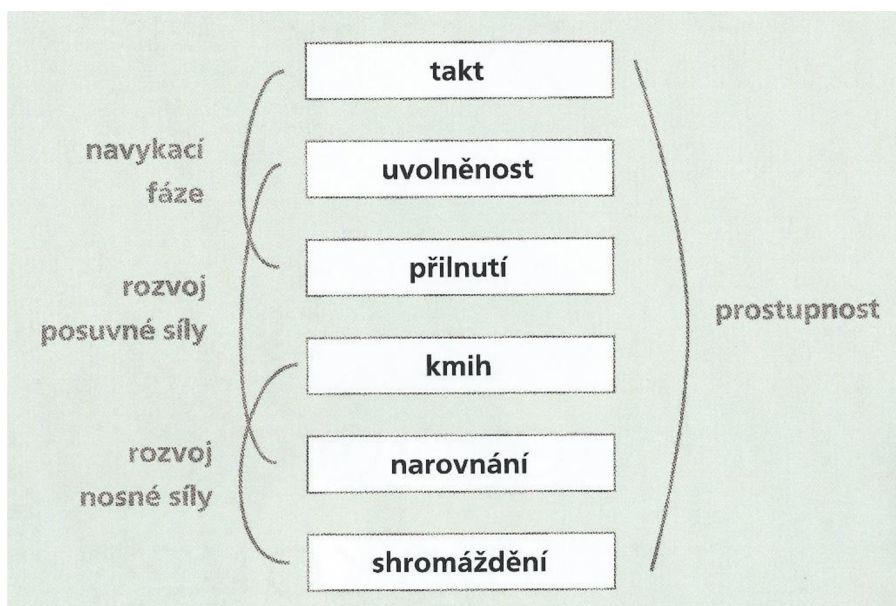 takt
navykací
fáze
uvolněnost
přilnutí
rozvoj
posuvné síly
prostupnost
kmih
rozvoj
nosné síly
narovnání
shromáždění